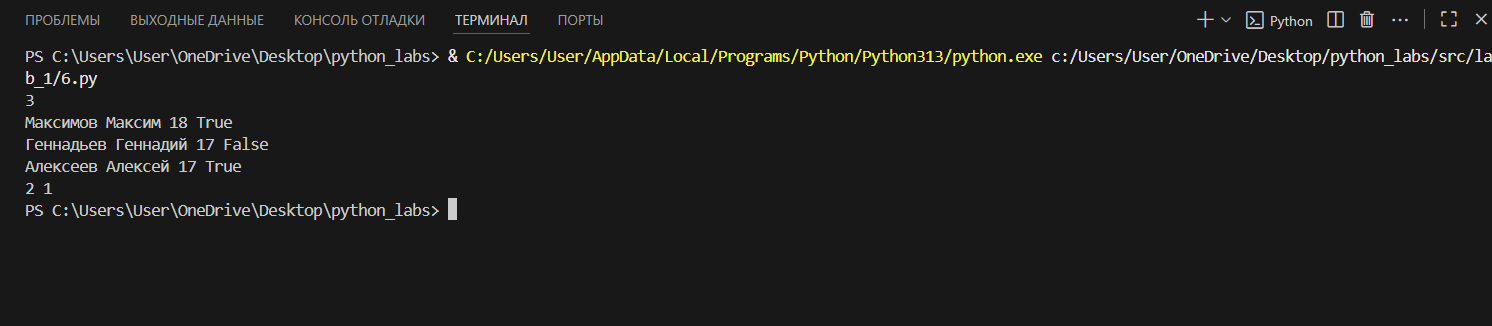 ПРОБЛЕМЫ ВЫХОДНЫЕ ДАННЫЕ КОНСОЛЬ ОТЛАДКИ ТЕРМИНАЛ ПОРТЫ Python
PS C:\Users\User\OneDrive\Desktop\python_labs> & C:/Users/User/AppData/Local/Programs/Python/Python313/python.exe c:/Users/User/OneDrive/Desktop/python_labs/src/la
b_1/6.py
3
Максимов Максим 18 True
Геннадьев Геннадий 17 False
Алексеев Алексей 17 True
2 1
PS C:\Users\User\OneDrive\Desktop\python_labs>